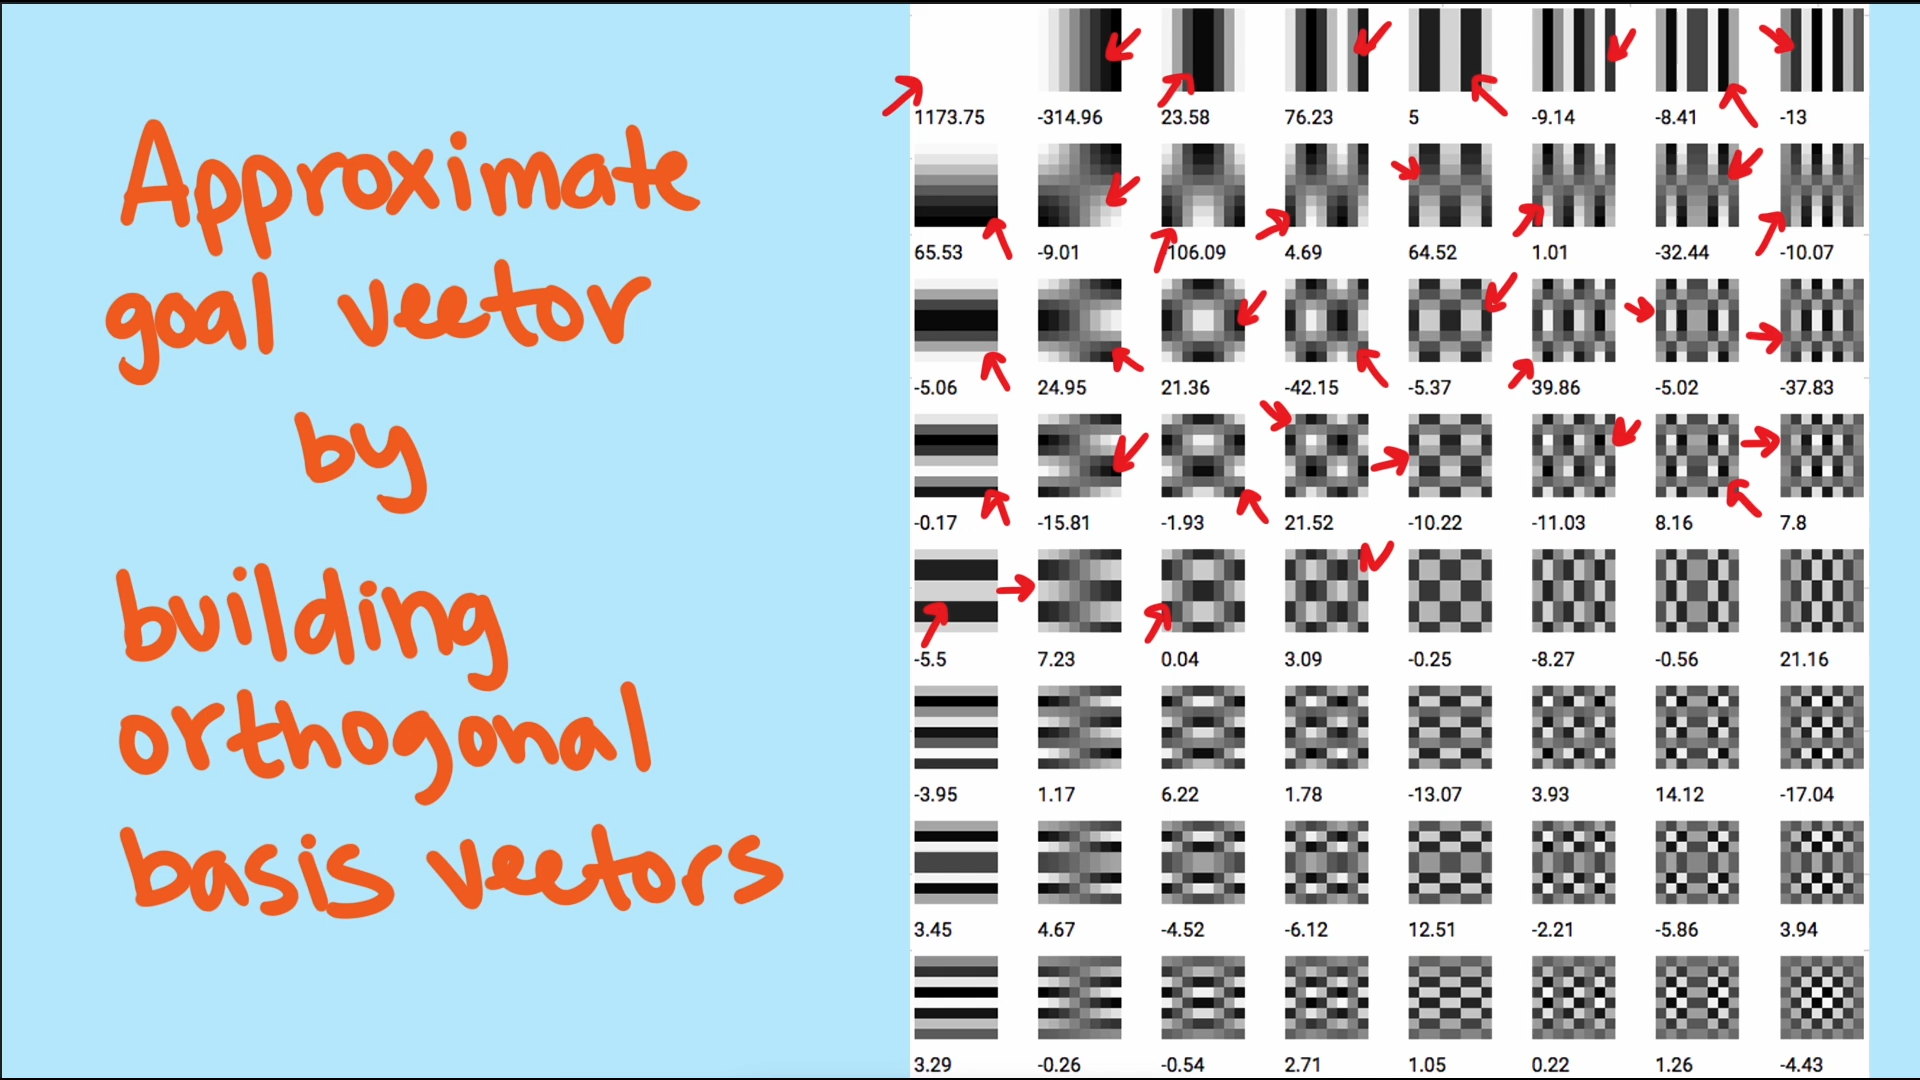 Approximate
goal vector
by
building
orthogonal
basis vectors
1173.75 -314.96 23.58 76.23 5 -9.14 -8.41 -13
65.53 -9.01 -106.09 4.69 64.52 1.01 -32.44 -10.07
-5.06 24.95 21.36 -42.15 -5.37 39.86 -5.02 -37.83
-0.17 -15.81 -1.93 21.52 -10.22 -11.03 8.16 7.8
-5.5 7.23 0.04 3.09 -0.25 -8.27 -0.56 21.16
-3.95 1.17 6.22 1.78 -13.07 3.93 14.12 -17.04
3.45 4.67 -4.52 -6.12 12.51 -2.21 -5.86 3.94
3.29 -0.26 -0.54 2.71 1.05 0.22 1.26 -4.43